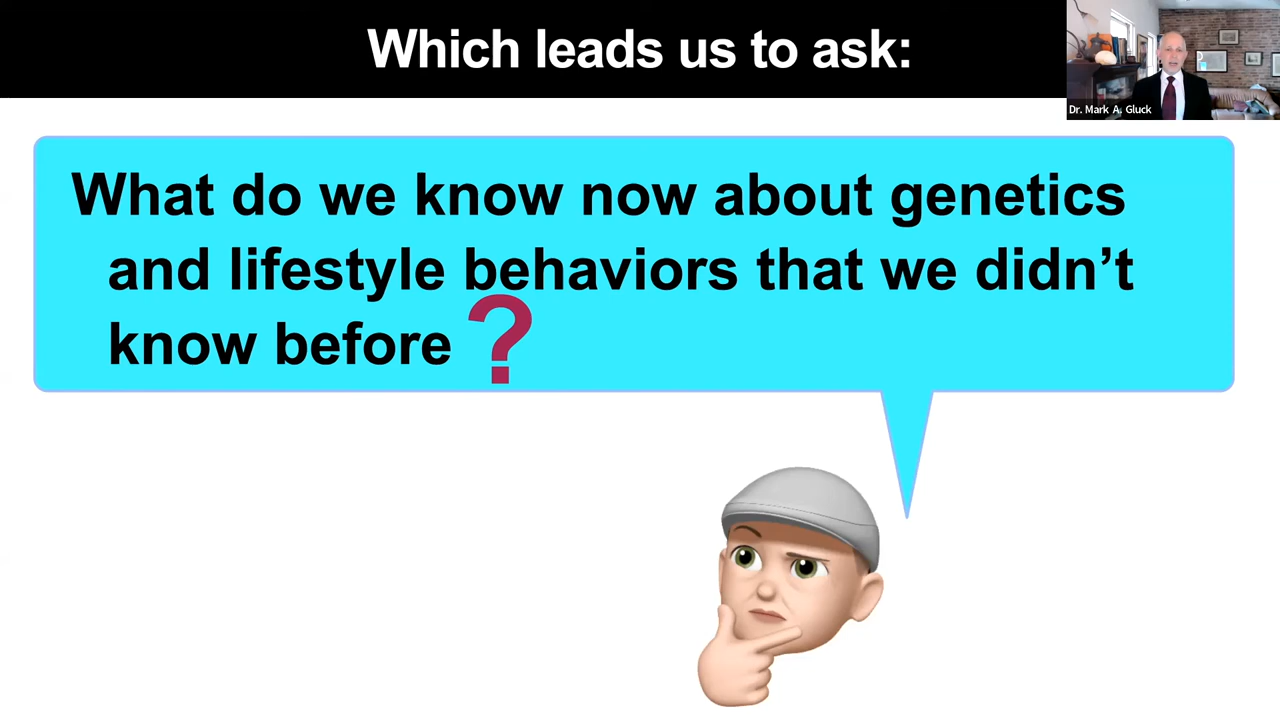 Which leads us to ask:
Dr. Mark A. Gluck
What do we know now about genetics
and lifestyle behaviors that we didn’t
know before ?